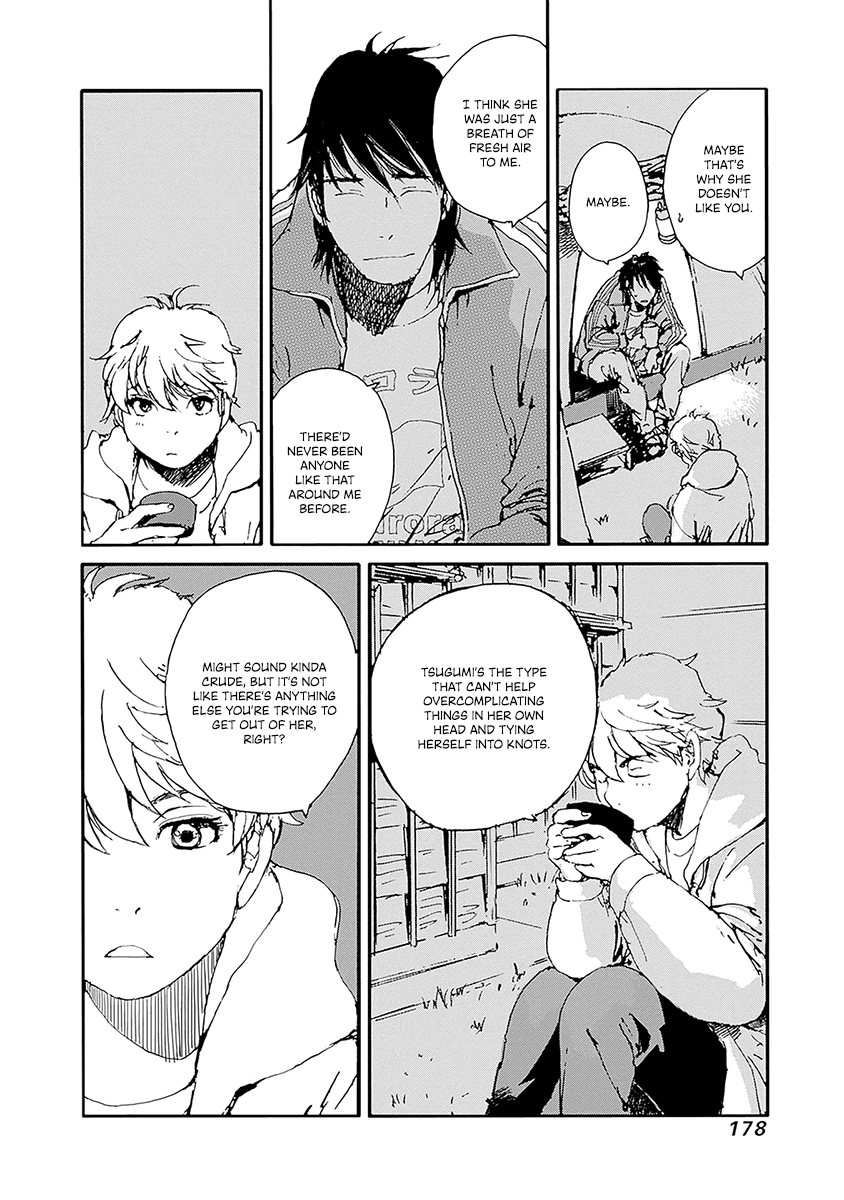 MAYBE
THAT'S
WHY SHE
DOESN'T
LIKE YOU.
MAYBE.
I THINK SHE
WAS JUST A
BREATH OF
FRESH AIR
TO ME.
THERE'D
NEVER BEEN
ANYONE
LIKE THAT
AROUND ME
BEFORE.
TSUGUMI'S THE TYPE
THAT CAN'T HELP
OVERCOMPLICATING
THINGS IN HER OWN
HEAD AND TYING
HERSELF INTO KNOTS.
MIGHT SOUND KINDA
CRUDE, BUT IT'S NOT
LIKE THERE'S ANYTHING
ELSE YOU'RE TRYING TO
GET OUT OF HER,
RIGHT?
178